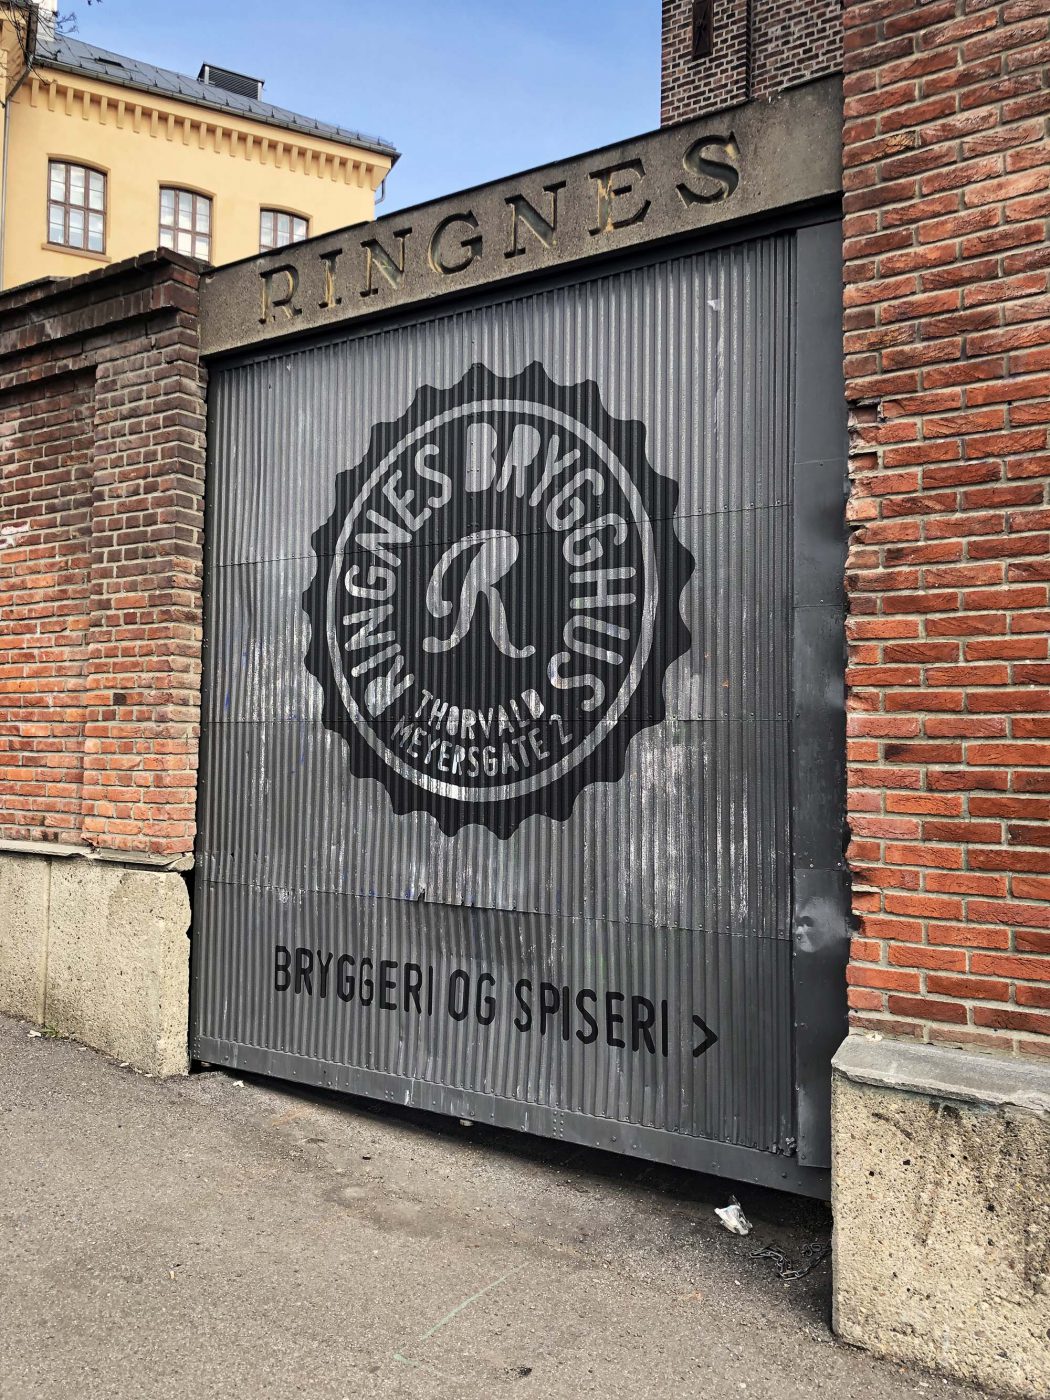 RINGNES
RINGNES BRYGGHUS
R
THORVALD
MEYERSGATE 2
BRYGGERI OG SPISERI >